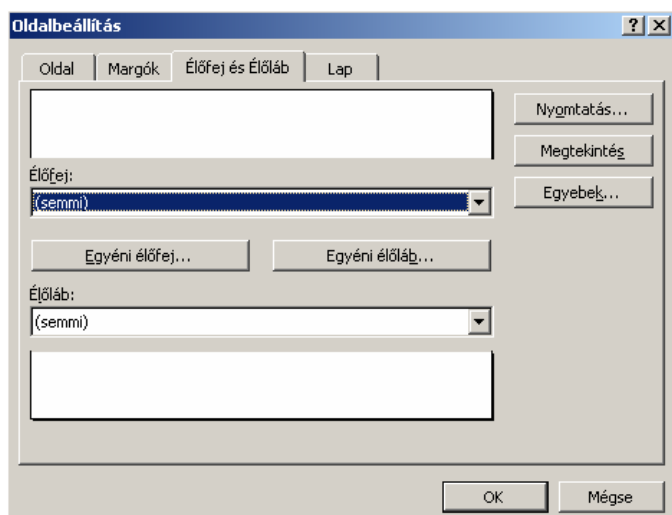 Oldalbeállítás
Oldal Margók Élőfej és Élőláb Lap
Nyomtatás...
Megtekintés
Egyebek...
Élőfej:
(semmi)
Egyéni élőfej... Egyéni élőláb...
Élőláb:
(semmi)
OK Mégse